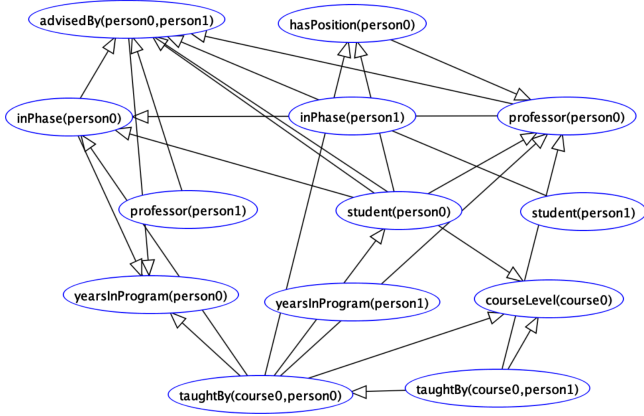 advisedBy(person0,person1)
hasPosition(person0)
inPhase(person0)
inPhase(person1)
professor(person0)
professor(person1)
student(person0)
student(person1)
yearsInProgram(person0)
yearsInProgram(person1)
courseLevel(course0)
taughtBy(course0,person0)
taughtBy(course0,person1)